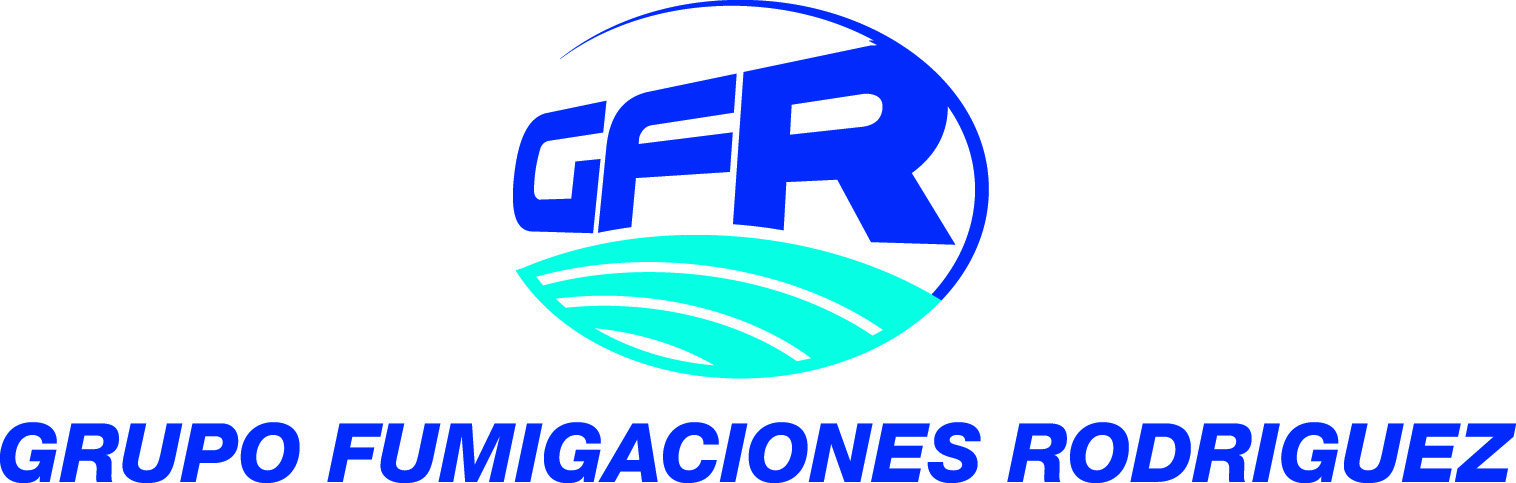 GFR
GRUPO FUMIGACIONES RODRIGUEZ